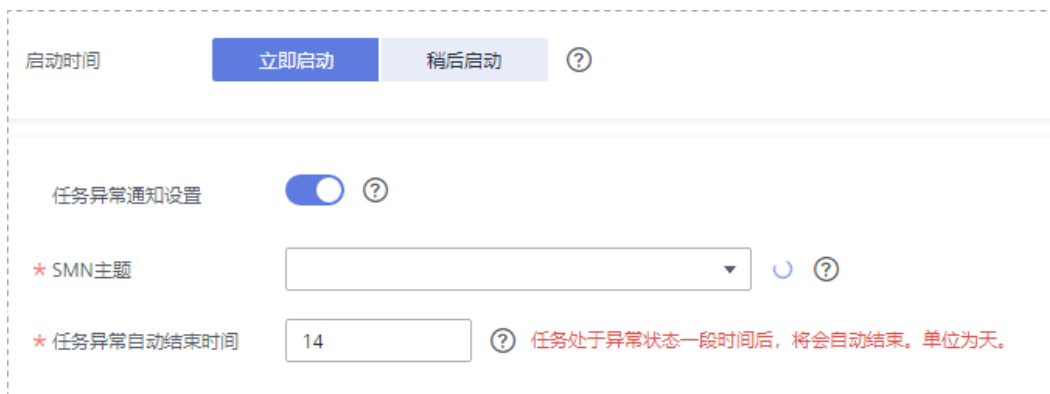 启动时间 立即启动 稍后启动 ?
任务异常通知设置 ?
* SMN主题 ?
* 任务异常自动结束时间 14 ? 任务处于异常状态一段时间后，将会自动结束。单位为天。